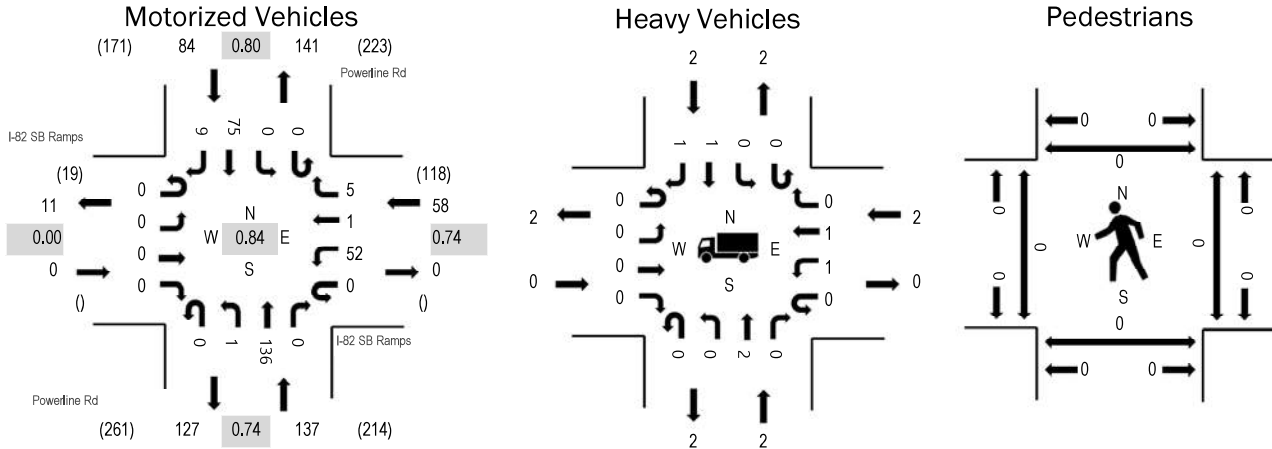 Motorized Vehicles
(171) 84 0.80 141 (223)
Powerline Rd
I-82 SB Ramps
9 75 0 0
(19)
11
0.00
0
()
0
0
0
0
N
W 0.84 E
S
5
1
52
0
(118)
58
0.74
0
()
0 1 136 0
I-82 SB Ramps
Powerline Rd
(261) 127 0.74 137 (214)
Heavy Vehicles
2 2
1 1 0 0
2
0
0
0
0
0
N
W E
S
0
1
1
0
2
0
0 0 2 0
2 2
Pedestrians
0 0
0
N
W E
S
0
0
0
0
0
0
0
0 0